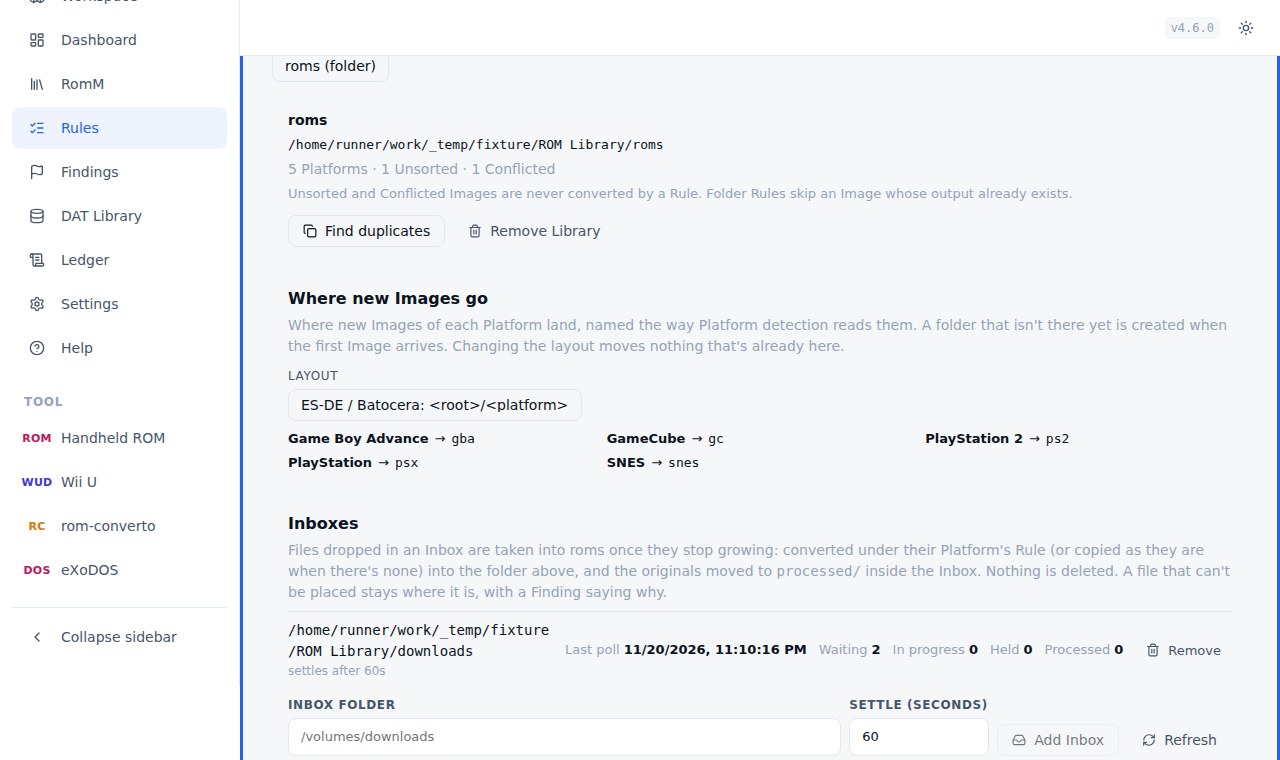 Dashboard
RomM
Rules
Findings
DAT Library
Ledger
Settings
Help
TOOL
ROM Handheld ROM
WUD Wii U
RC rom-converto
DOS eXoDOS
Collapse sidebar
v4.6.0
roms (folder)
roms
/home/runner/work/_temp/fixture/ROM Library/roms
5 Platforms · 1 Unsorted · 1 Conflicted
Unsorted and Conflicted Images are never converted by a Rule. Folder Rules skip an Image whose output already exists.
Find duplicates
Remove Library
Where new Images go
Where new Images of each Platform land, named the way Platform detection reads them. A folder that isn't there yet is created when
the first Image arrives. Changing the layout moves nothing that's already here.
LAYOUT
ES-DE / Batocera: <root>/<platform>
Game Boy Advance → gba
GameCube → gc
PlayStation 2 → ps2
PlayStation → psx
SNES → snes
Inboxes
Files dropped in an Inbox are taken into roms once they stop growing: converted under their Platform's Rule (or copied as they are
when there's none) into the folder above, and the originals moved to processed/ inside the Inbox. Nothing is deleted. A file that can't
be placed stays where it is, with a Finding saying why.
/home/runner/work/_temp/fixture
/ROM Library/downloads
settles after 60s
Last poll 11/20/2026, 11:10:16 PM Waiting 2 In progress 0 Held 0 Processed 0
Remove
INBOX FOLDER
/volumes/downloads
SETTLE (SECONDS)
60
Add Inbox
Refresh